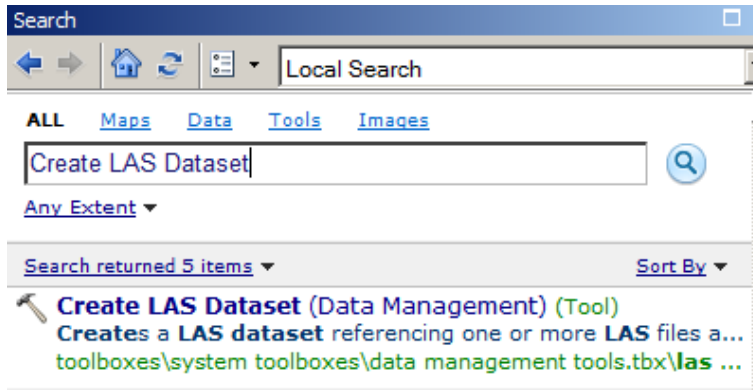 Search
Local Search
ALL Maps Data Tools Images
Create LAS Dataset
Any Extent
Search returned 5 items Sort By
Create LAS Dataset (Data Management) (Tool)
Creates a LAS dataset referencing one or more LAS files a...
toolboxes\system toolboxes\data management tools.tbx\las ...